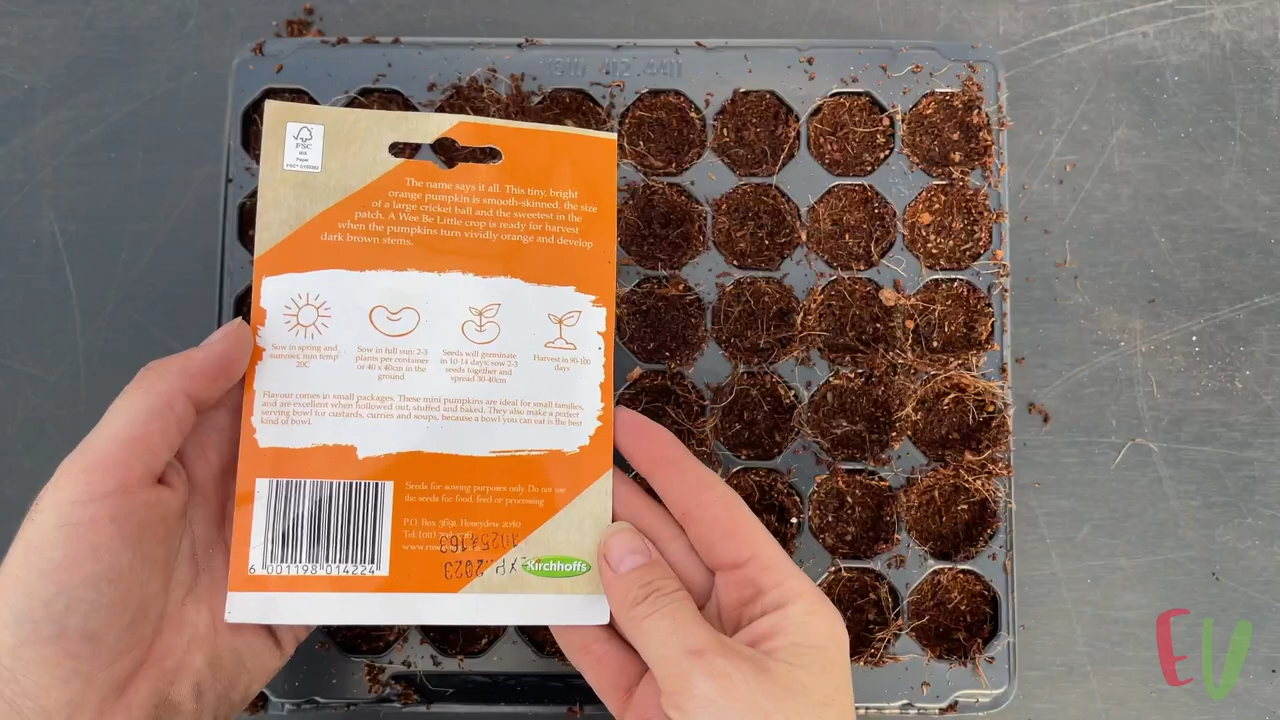 HSW 412.4411
FSC
MIX
Paper
The name says it all. This tiny, bright
orange pumpkin is smooth-skinned, the size
of a large cricket ball and the sweetest in the
patch. A Wee Be Little crop is ready for harvest
when the pumpkins turn vividly orange and develop
dark brown stems.
Sow in spring and
summer, min temp
20C
Sow in full sun: 2-3
plants per container
or 40 x 40cm in the
ground
Seeds will germinate
in 10-14 days: sow 2-3
seeds together and
spread 30-40cm
Harvest in 90-100
days
Flavour comes in small packages. These mini pumpkins are ideal for small families,
and are excellent when hollowed out, stuffed and baked. They also make a perfect
serving bowl for custards, curries and soups, because a bowl you can eat is the best
kind of bowl.
Seeds for sowing purposes only. Do not use
the seeds for food, feed or processing
P.O. Box 3691 Honeydew 2040
Tel: (011)
EXP. 2023
Kirchhoffs
6 001198 014224
EV